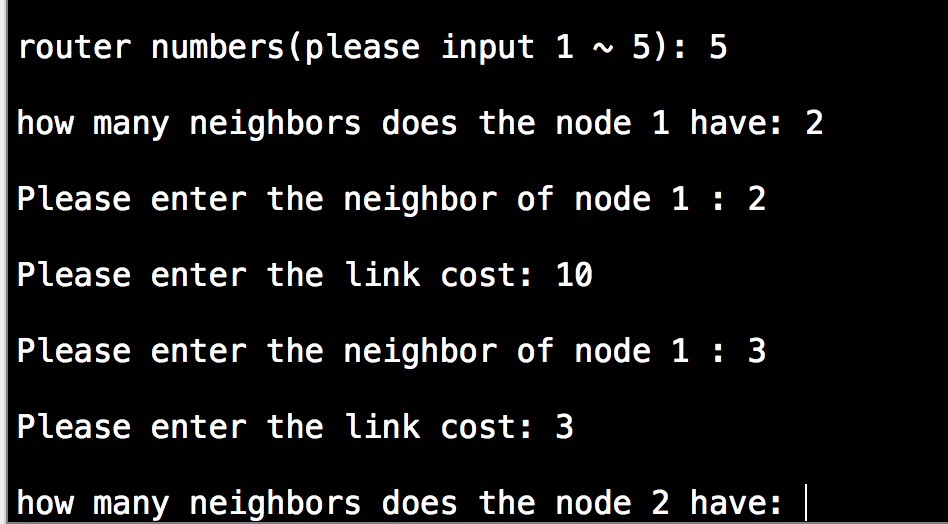 router numbers(please input 1 ~ 5): 5
how many neighbors does the node 1 have: 2
Please enter the neighbor of node 1 : 2
Please enter the link cost: 10
Please enter the neighbor of node 1 : 3
Please enter the link cost: 3
how many neighbors does the node 2 have: